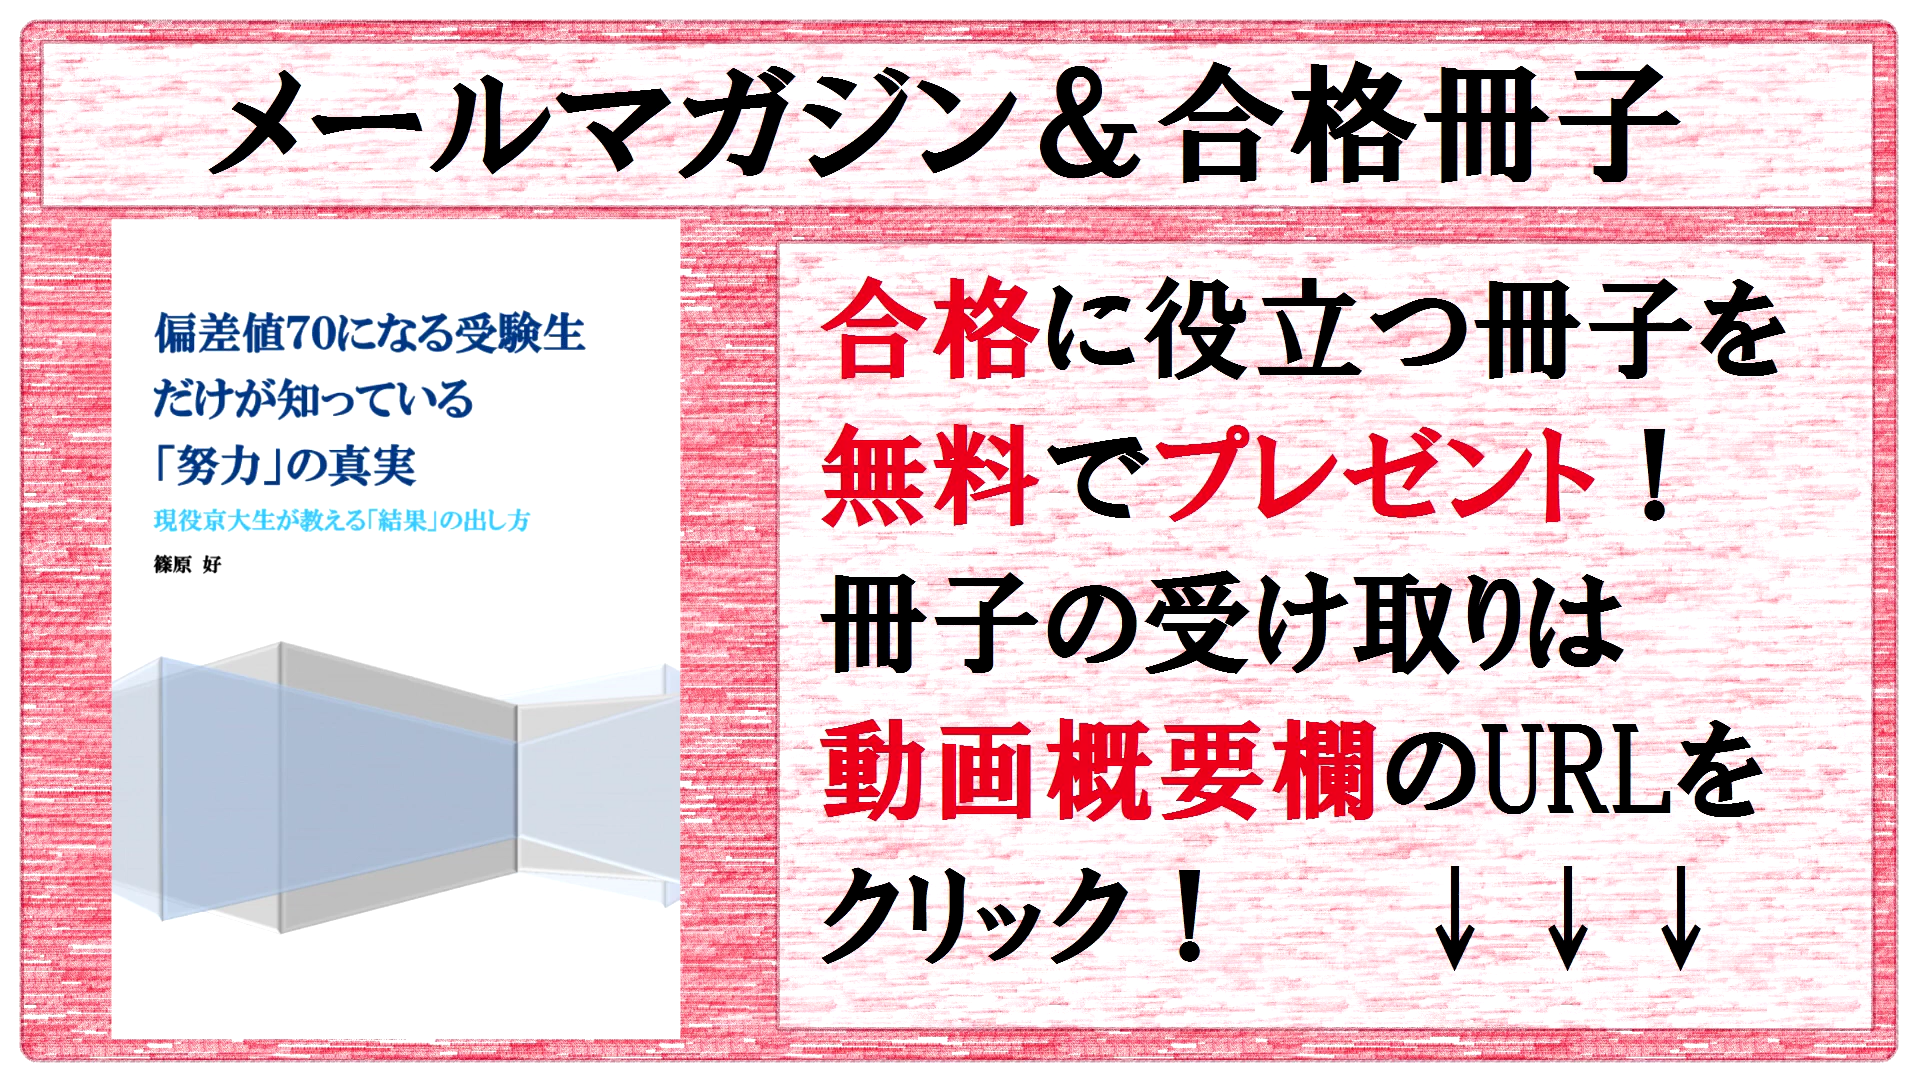 メールマガジン＆合格冊子
偏差値70になる受験生
だけが知っている
「努力」の真実
現役京大生が教える「結果」の出し方
篠原 好
合格に役立つ冊子を
無料でプレゼント！
冊子の受け取りは
動画概要欄のURLを
クリック！　　↓↓↓